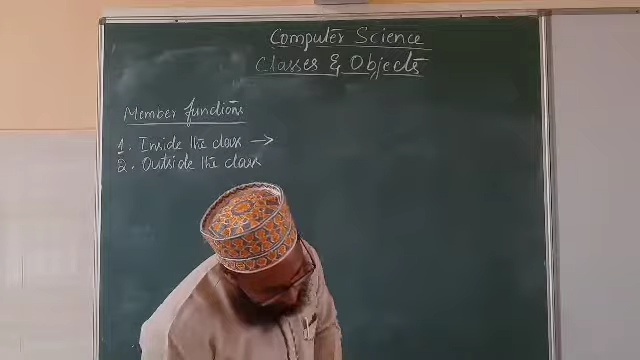 Computer Science
Classes & Objects
Member functions
1. Inside the class →
2. Outside the class